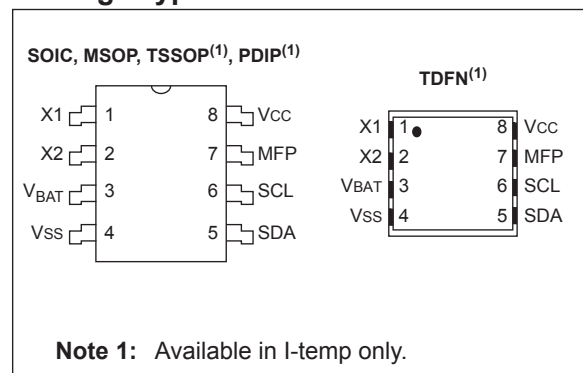 SOIC, MSOP, TSSOP(1), PDIP(1)
X1 1 8 VCC
X2 2 7 MFP
VBAT 3 6 SCL
VSS 4 5 SDA
TDFN(1)
X1 1 8 VCC
X2 2 7 MFP
VBAT 3 6 SCL
VSS 4 5 SDA
Note 1: Available in I-temp only.